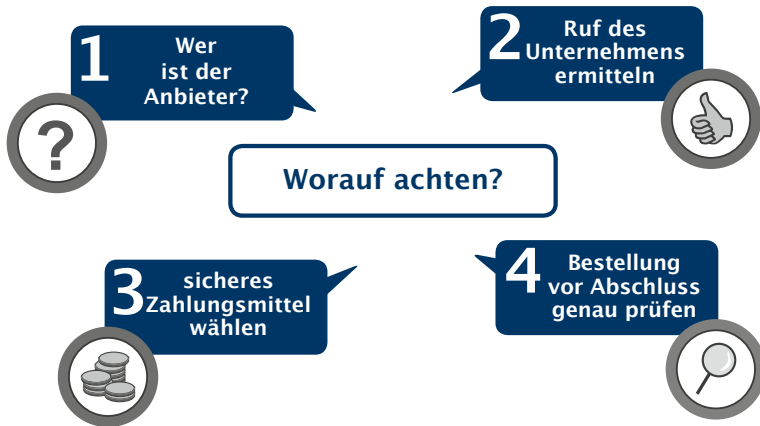 1
Wer
ist der
Anbieter?
?
2
Ruf des
Unternehmens
ermitteln
Worauf achten?
3
sicheres
Zahlungsmittel
wählen
4
Bestellung
vor Abschluss
genau prüfen